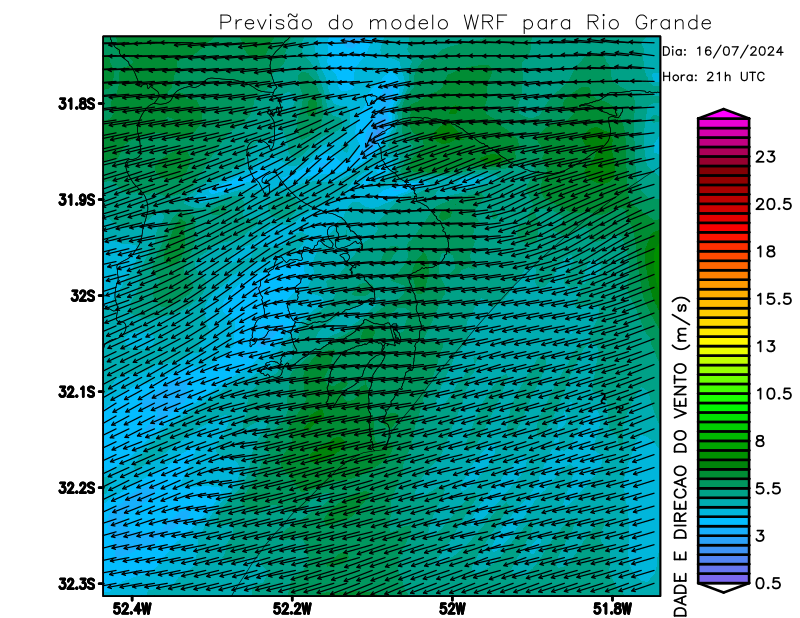 Previsão do modelo WRF para Rio Grande
Dia: 16/07/2024
Hora: 21h UTC
31.8S
31.9S
32S
32.1S
32.2S
32.3S
52.4W
52.2W
52W
51.8W
23
20.5
18
15.5
13
10.5
8
5.5
3
0.5
DADE E DIRECAO DO VENTO (m/s)